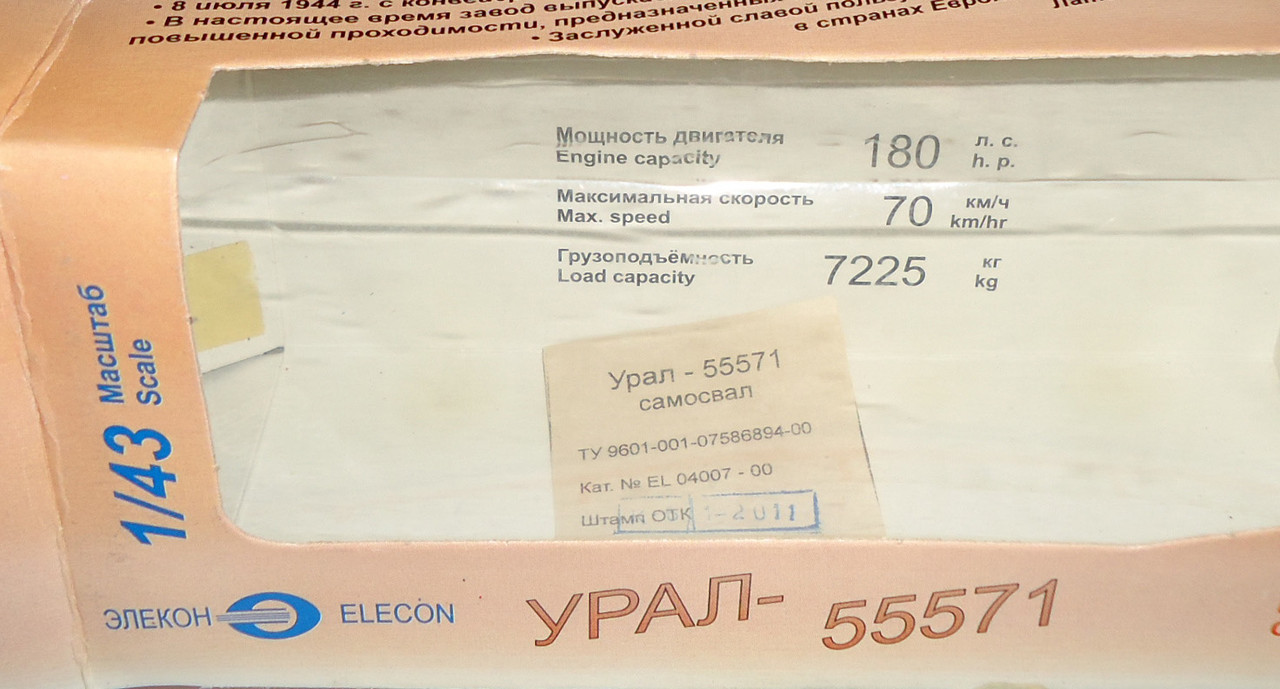 • 8 июля 1944 г. с
• В настоящее время завод
повышенной проходимости, предназначенных
• Заслуженной славой
в странах
Мощность двигателя 180 л. с.
Engine capacity h. p.
Максимальная скорость 70 км/ч
Max. speed km/hr
Грузоподъёмность 7225 кг
Load capacity kg
Урал - 55571
самосвал
ТУ 9601-001-07586894-00
Кат. № EL 04007 - 00
Штамп ОТК - 2011
1/43 Масштаб
Scale
ЭЛЕКОН ELECON
УРАЛ- 55571